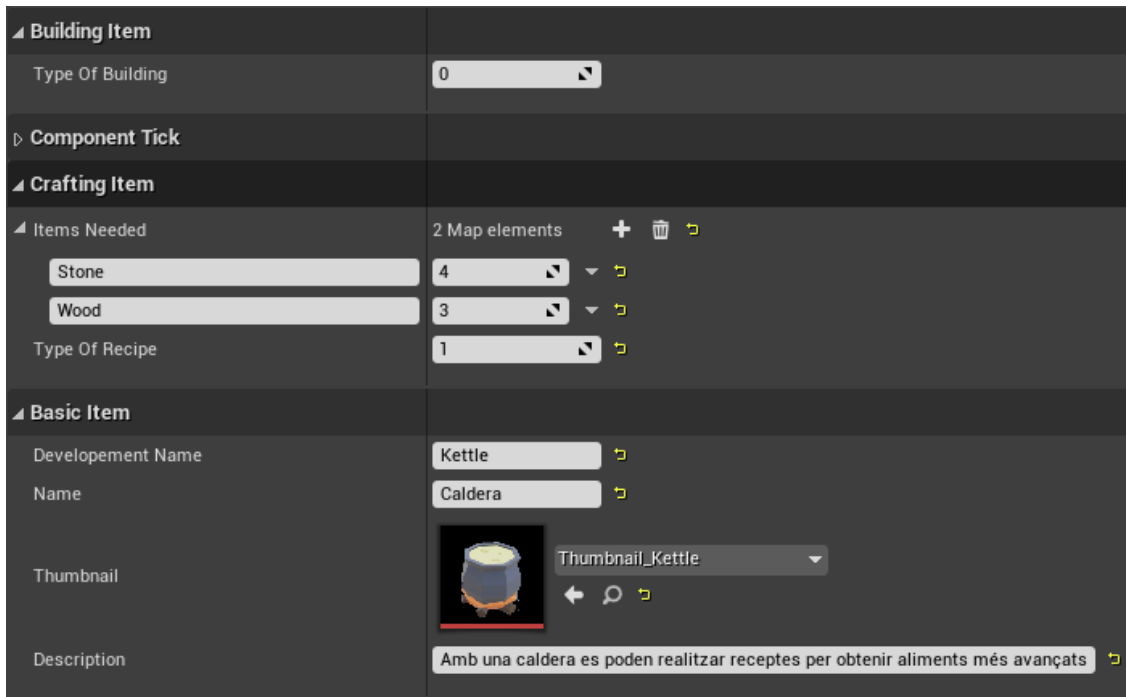 Building Item
Type Of Building 0
Component Tick
Crafting Item
Items Needed 2 Map elements
Stone 4
Wood 3
Type Of Recipe 1
Basic Item
Developement Name Kettle
Name Caldera
Thumbnail Thumbnail_Kettle
Description Amb una caldera es poden realitzar receptes per obtenir aliments més avançats